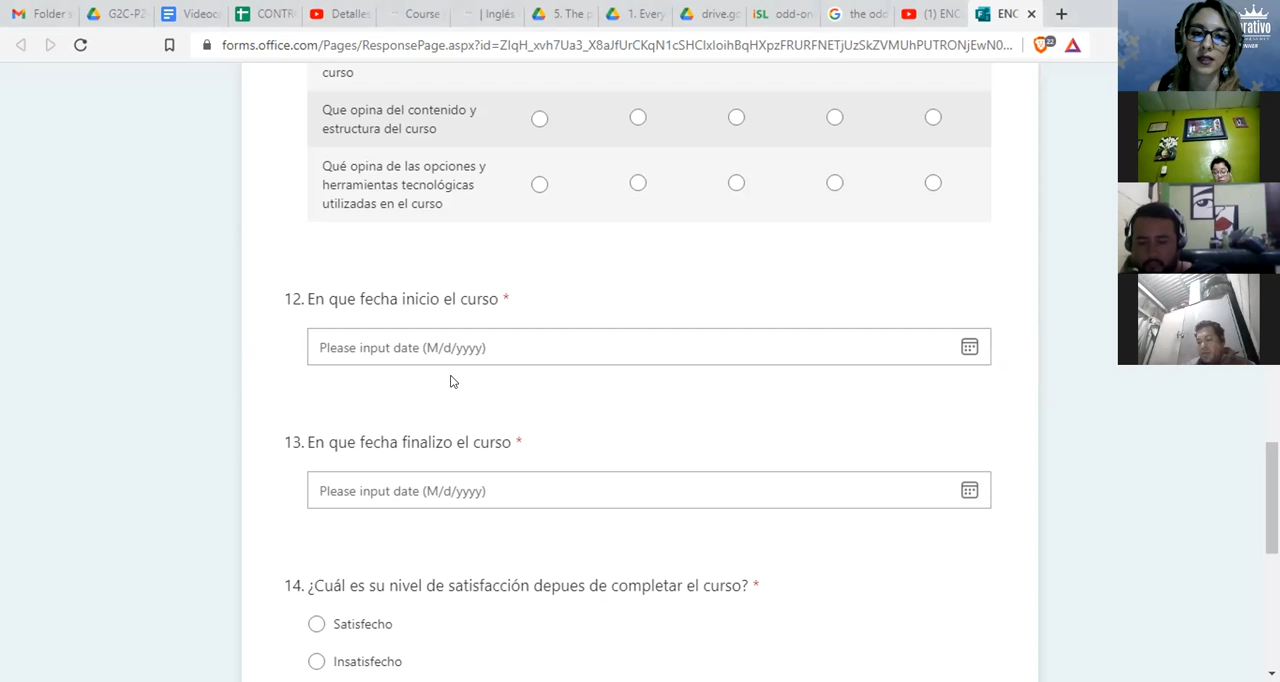 Folder s
G2C-P2
Videoc
CONTR
Detalles
Course
| Inglés
5. The p
1. Every
drive.go
odd-on
the odd
(1) ENC
ENC
forms.office.com/Pages/ResponsePage.aspx?id=ZIqH_xvh7Ua3_X8aJfUrCKqN1cSHClxIoihBqHXpzFRURFNETjUzSkZVMUhPUTRONjEwN0...
22
rativo
curso
Que opina del contenido y
estructura del curso
Qué opina de las opciones y
herramientas tecnológicas
utilizadas en el curso
12. En que fecha inicio el curso *
Please input date (M/d/yyyy)
13. En que fecha finalizo el curso *
Please input date (M/d/yyyy)
14. ¿Cuál es su nivel de satisfacción depues de completar el curso? *
Satisfecho
Insatisfecho